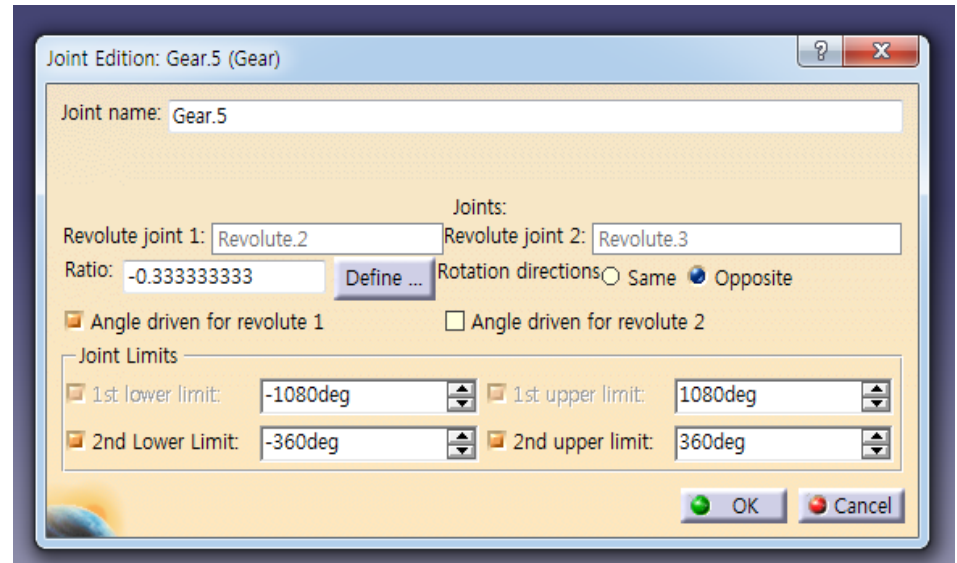 Joint Edition: Gear.5 (Gear)
Joint name: Gear.5
Joints:
Revolute joint 1: Revolute.2 Revolute joint 2: Revolute.3
Ratio: -0.333333333 Define ... Rotation directions Same Opposite
Angle driven for revolute 1 Angle driven for revolute 2
Joint Limits
1st lower limit: -1080deg 1st upper limit: 1080deg
2nd Lower Limit: -360deg 2nd upper limit: 360deg
OK Cancel